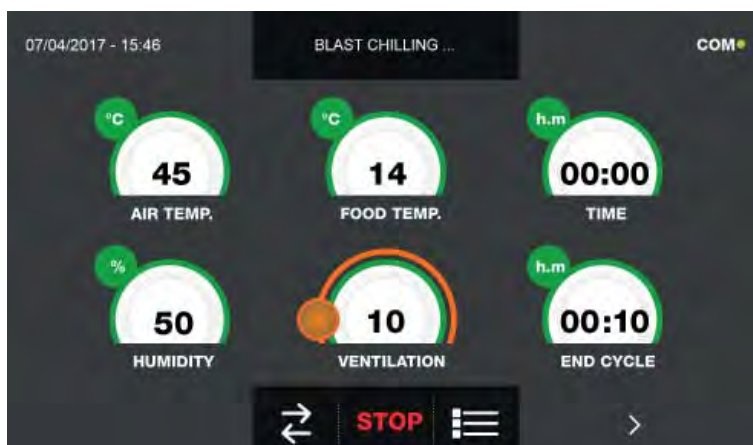 07/04/2017 - 15:46 BLAST CHILLING ... COM
°C °C h.m
45 14 00:00
AIR TEMP. FOOD TEMP. TIME
% h.m
50 10 00:10
HUMIDITY VENTILATION END CYCLE
STOP